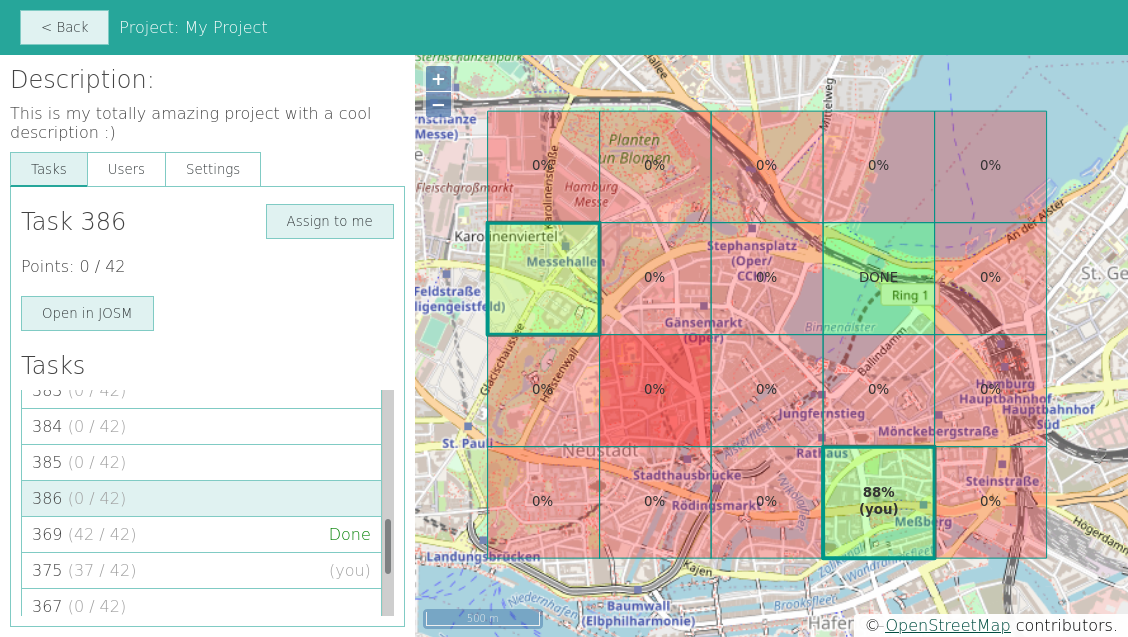 < Back
Project: My Project
Description:
This is my totally amazing project with a cool
description :)
Tasks
Users
Settings
Task 386
Assign to me
Points: 0 / 42
Open in JOSM
Tasks
383 (0 / 42)
384 (0 / 42)
385 (0 / 42)
386 (0 / 42)
369 (42 / 42)
Done
375 (37 / 42)
(you)
367 (0 / 42)
+
−
Sternschanzenpark
Mittelweg
Messe)
Planten
un Blomen
0%
0%
0%
0%
0%
Fleischgroßmarkt
Hamburg
Messe
Karolinenstraße
An der Alster
Karolinenviertel
Messehallen
Stephansplatz
(Oper/
0%
0%
DONE
0%
St. Ge
Feldstraße
Ring 1
Gänsemarkt
(Oper)
Binnenalster
Ballindamm
Glacischaussee
Holstenwall
0%
0%
0%
0%
0%
Hamburg
Hauptbahnhof
Hauptbahnhof
Süd
Jungfernstieg
St. Pauli
Mönckebergstraße
Neustadt
Rathaus
Stadthausbrücke
Steinstraße
0%
0%
0%
88%
(you)
0%
Rödingsmarkt
Meßberg
Högerdamm
Landungsbrücken
Kajen
Niederhafen
Baumwall
(Elbphilharmonie)
Brooksfleet
500 m
© OpenStreetMap contributors.